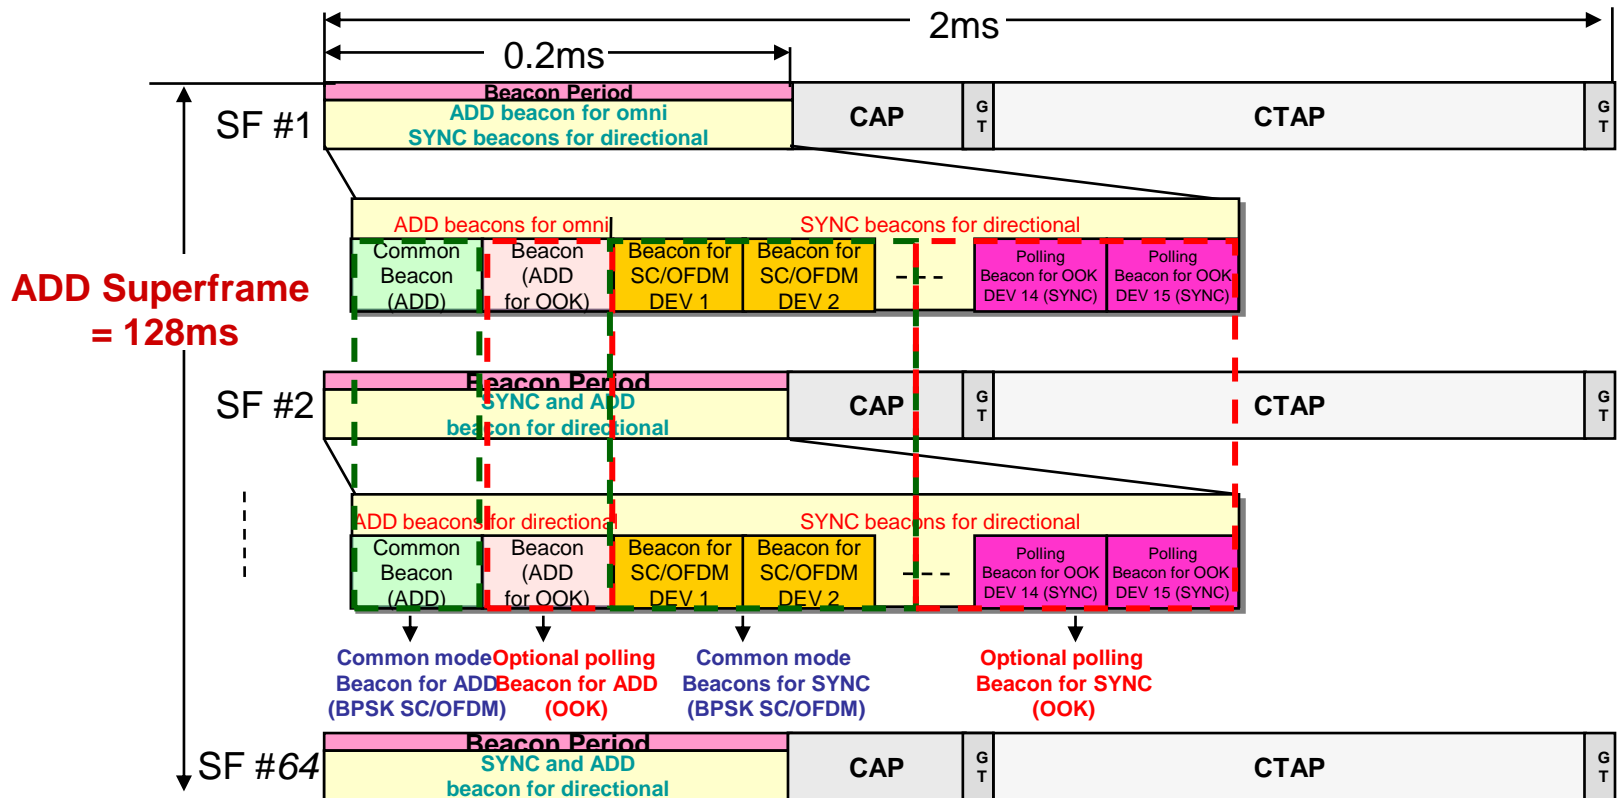 2ms
0.2ms
SF #1
Beacon Period
ADD beacon for omni
SYNC beacons for directional
CAP
G
T
CTAP
G
T
ADD beacons for omni
SYNC beacons for directional
Common
Beacon
(ADD)
Beacon
(ADD
for OOK)
Beacon for
SC/OFDM
DEV 1
Beacon for
SC/OFDM
DEV 2
Polling
Beacon for OOK
DEV 14 (SYNC)
Polling
Beacon for OOK
DEV 15 (SYNC)
ADD Superframe
= 128ms
SF #2
Beacon Period
SYNC and ADD
beacon for directional
CAP
G
T
CTAP
G
T
ADD beacons for directional
SYNC beacons for directional
Common
Beacon
(ADD)
Beacon
(ADD
for OOK)
Beacon for
SC/OFDM
DEV 1
Beacon for
SC/OFDM
DEV 2
Polling
Beacon for OOK
DEV 14 (SYNC)
Polling
Beacon for OOK
DEV 15 (SYNC)
Common mode
Beacon for ADD
(BPSK SC/OFDM)
Optional polling
Beacon for ADD
(OOK)
Common mode
Beacons for SYNC
(BPSK SC/OFDM)
Optional polling
Beacon for SYNC
(OOK)
SF #64
Beacon Period
SYNC and ADD
beacon for directional
CAP
G
T
CTAP
G
T